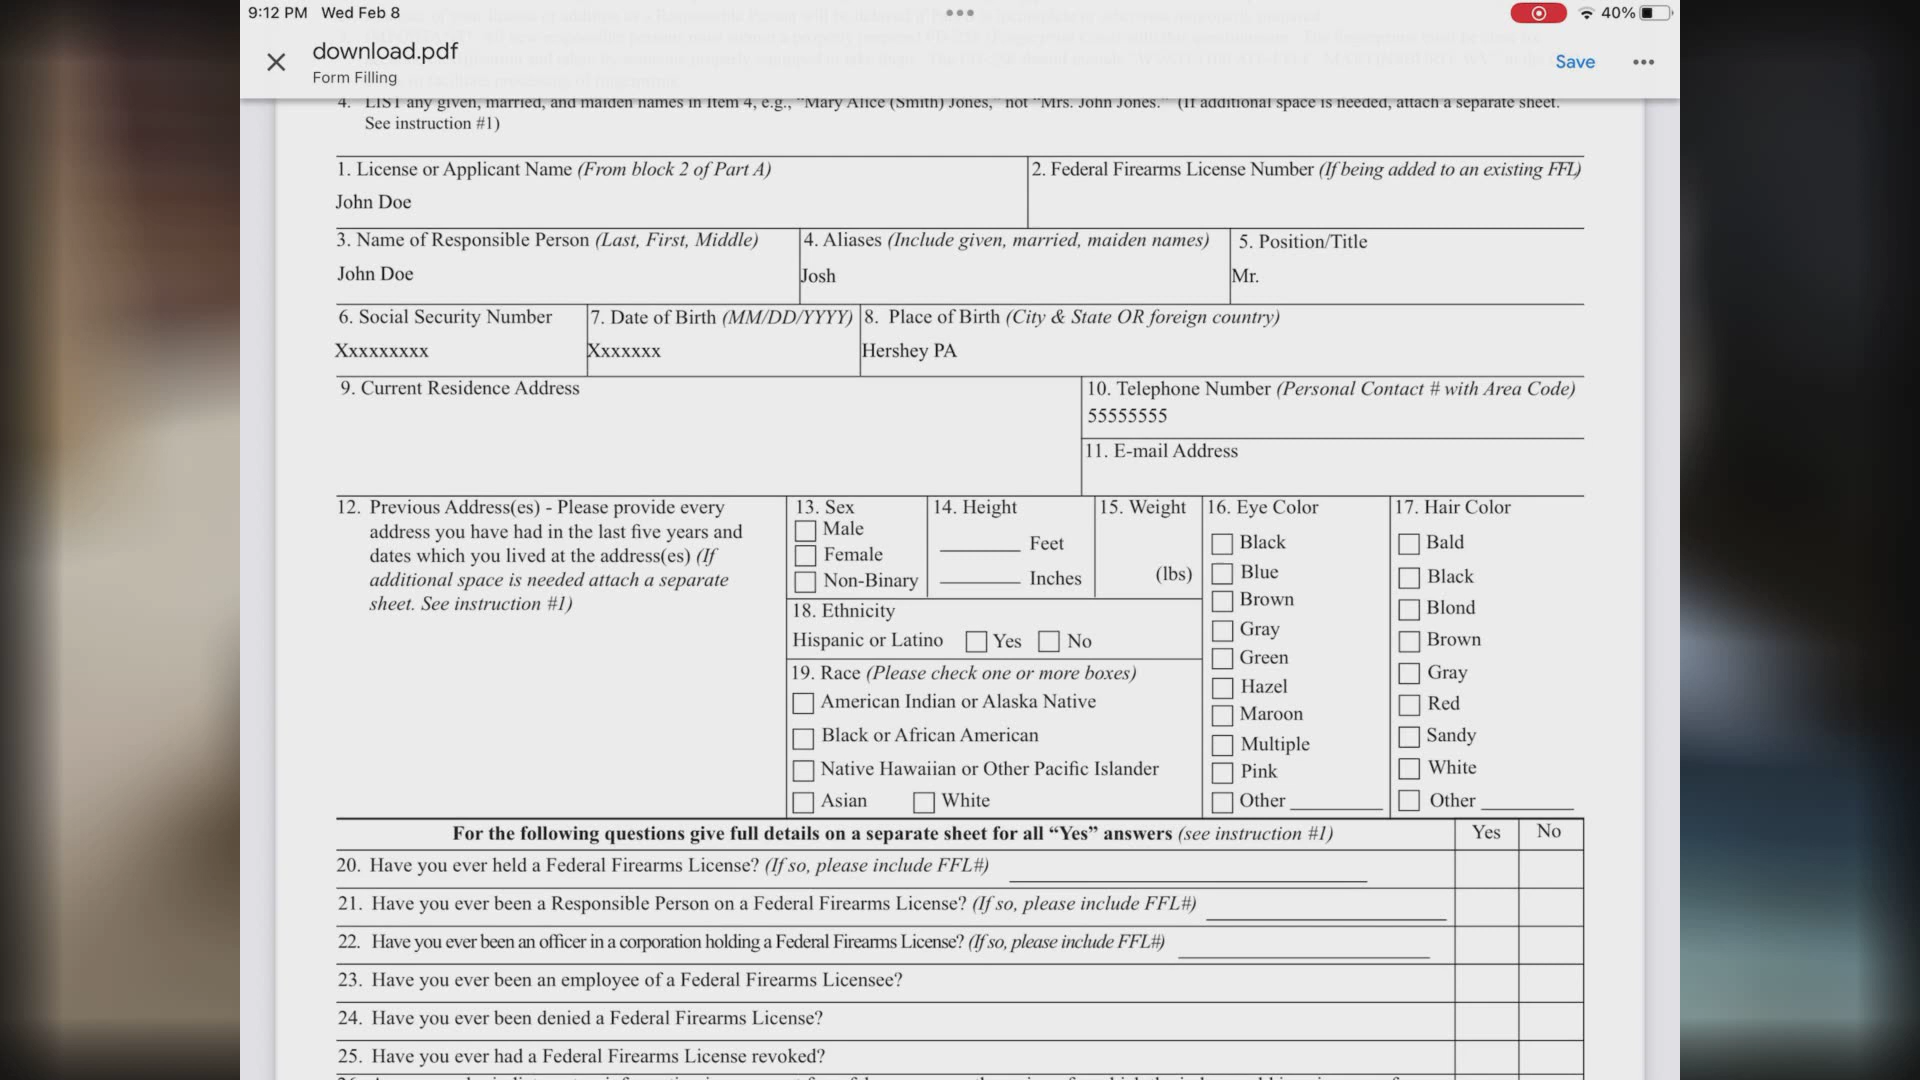 9:12 PM Wed Feb 8
40%
download.pdf
Form Filling
Save
4. LIST any given, married, and maiden names in Item 4, e.g., “Mary Alice (Smith) Jones,” not “Mrs. John Jones.” (If additional space is needed, attach a separate sheet.
See instruction #1)
1. License or Applicant Name (From block 2 of Part A)
John Doe
2. Federal Firearms License Number (If being added to an existing FFL)
3. Name of Responsible Person (Last, First, Middle)
John Doe
4. Aliases (Include given, married, maiden names)
Josh
5. Position/Title
Mr.
6. Social Security Number
Xxxxxxxxx
7. Date of Birth (MM/DD/YYYY)
Xxxxxxx
8. Place of Birth (City & State OR foreign country)
Hershey PA
9. Current Residence Address
10. Telephone Number (Personal Contact # with Area Code)
55555555
11. E-mail Address
12. Previous Address(es) - Please provide every
address you have had in the last five years and
dates which you lived at the address(es) (If
additional space is needed attach a separate
sheet. See instruction #1)
13. Sex
Male
Female
Non-Binary
14. Height
Feet
Inches
15. Weight
(lbs)
16. Eye Color
Black
Blue
Brown
Gray
Green
Hazel
Maroon
Multiple
Pink
Other
17. Hair Color
Bald
Black
Blond
Brown
Gray
Red
Sandy
White
Other
18. Ethnicity
Hispanic or Latino Yes No
19. Race (Please check one or more boxes)
American Indian or Alaska Native
Black or African American
Native Hawaiian or Other Pacific Islander
Asian White
For the following questions give full details on a separate sheet for all “Yes” answers (see instruction #1) Yes No
20. Have you ever held a Federal Firearms License? (If so, please include FFL#)
21. Have you ever been a Responsible Person on a Federal Firearms License? (If so, please include FFL#)
22. Have you ever been an officer in a corporation holding a Federal Firearms License? (If so, please include FFL#)
23. Have you ever been an employee of a Federal Firearms Licensee?
24. Have you ever been denied a Federal Firearms License?
25. Have you ever had a Federal Firearms License revoked?